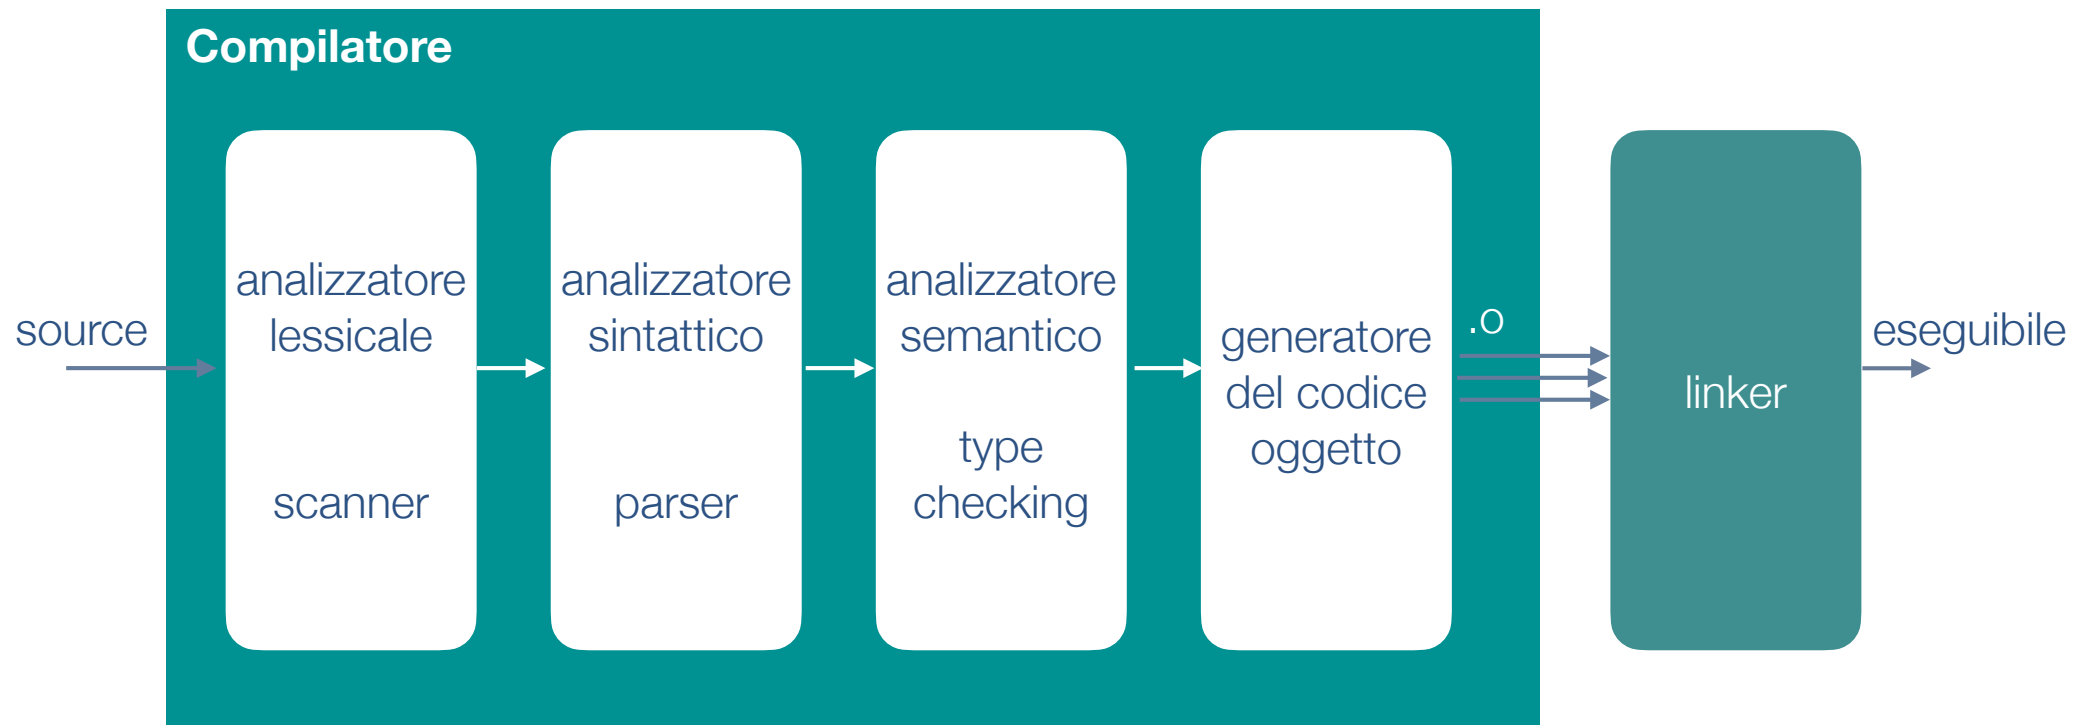 Compilatore
source
analizzatore
lessicale
scanner
analizzatore
sintattico
parser
analizzatore
semantico
type
checking
generatore
del codice
oggetto
.o
linker
eseguibile